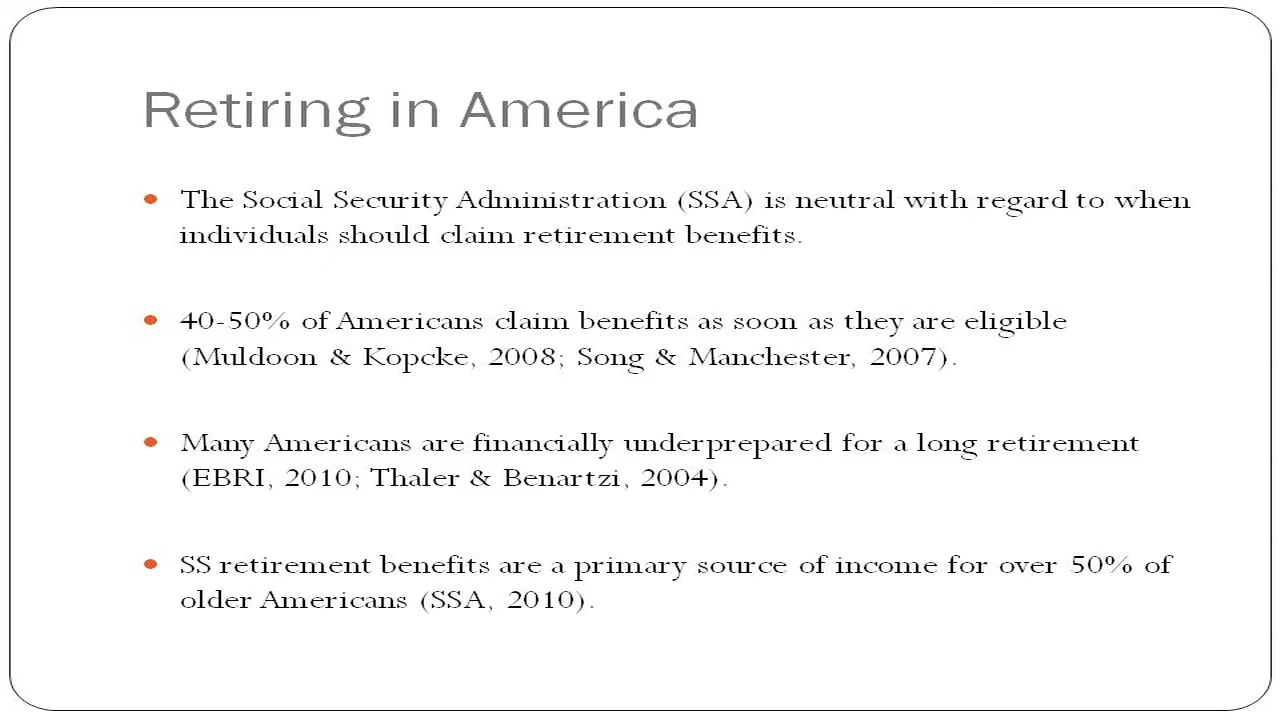 Retiring in America
• The Social Security Administration (SSA) is neutral with regard to when
individuals should claim retirement benefits.
• 40-50% of Americans claim benefits as soon as they are eligible
(Muldoon & Kopcke, 2008; Song & Manchester, 2007).
• Many Americans are financially underprepared for a long retirement
(EBRI, 2010; Thaler & Benartzi, 2004).
• SS retirement benefits are a primary source of income for over 50% of
older Americans (SSA, 2010).